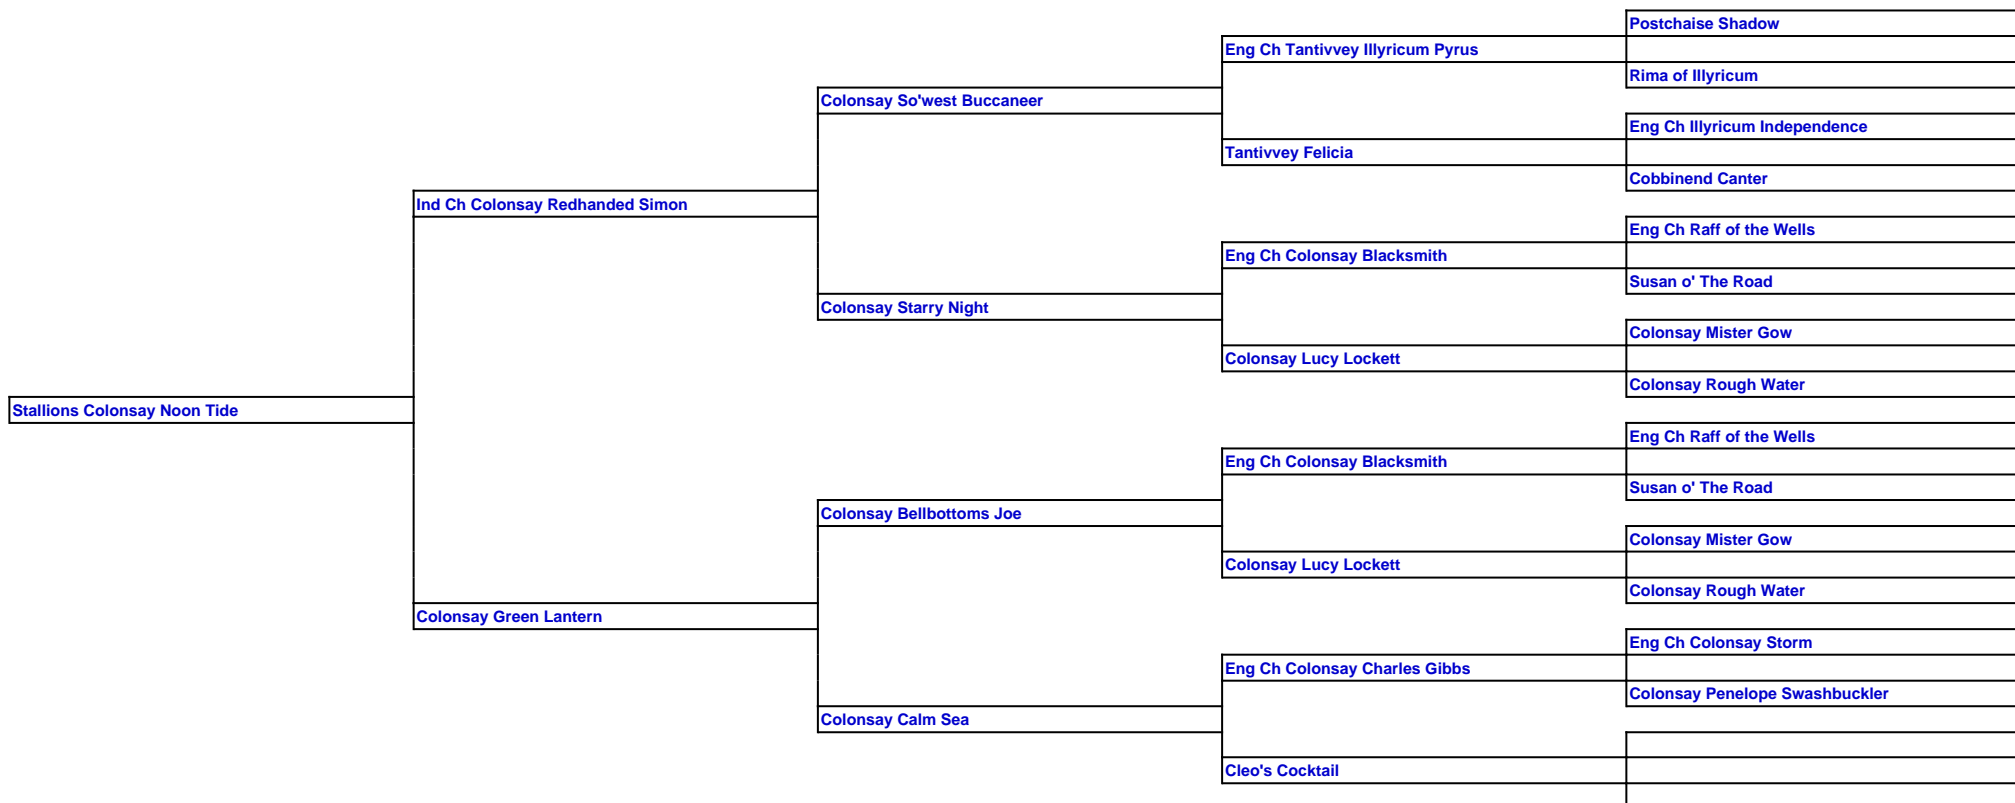 Postchaise Shadow
Eng Ch Tantivvey Illyricum Pyrus
Rima of Illyricum
Colonsay So'west Buccaneer
Eng Ch Illyricum Independence
Tantivvey Felicia
Cobbinend Canter
Ind Ch Colonsay Redhanded Simon
Eng Ch Raff of the Wells
Eng Ch Colonsay Blacksmith
Susan o' The Road
Colonsay Starry Night
Colonsay Mister Gow
Colonsay Lucy Lockett
Colonsay Rough Water
Stallions Colonsay Noon Tide
Eng Ch Raff of the Wells
Eng Ch Colonsay Blacksmith
Susan o' The Road
Colonsay Bellbottoms Joe
Colonsay Mister Gow
Colonsay Lucy Lockett
Colonsay Rough Water
Colonsay Green Lantern
Eng Ch Colonsay Storm
Eng Ch Colonsay Charles Gibbs
Colonsay Penelope Swashbuckler
Colonsay Calm Sea
Cleo's Cocktail